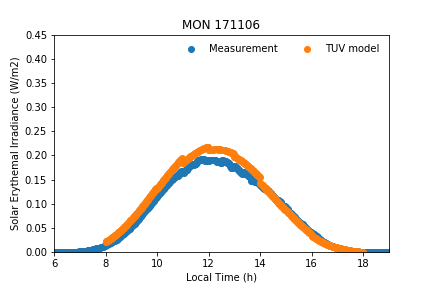 MON 171106
Measurement
TUV model
Solar Erythemal Irradiance (W/m2)
0.45
0.40
0.35
0.30
0.25
0.20
0.15
0.10
0.05
0.00
6 8 10 12 14 16 18
Local Time (h)